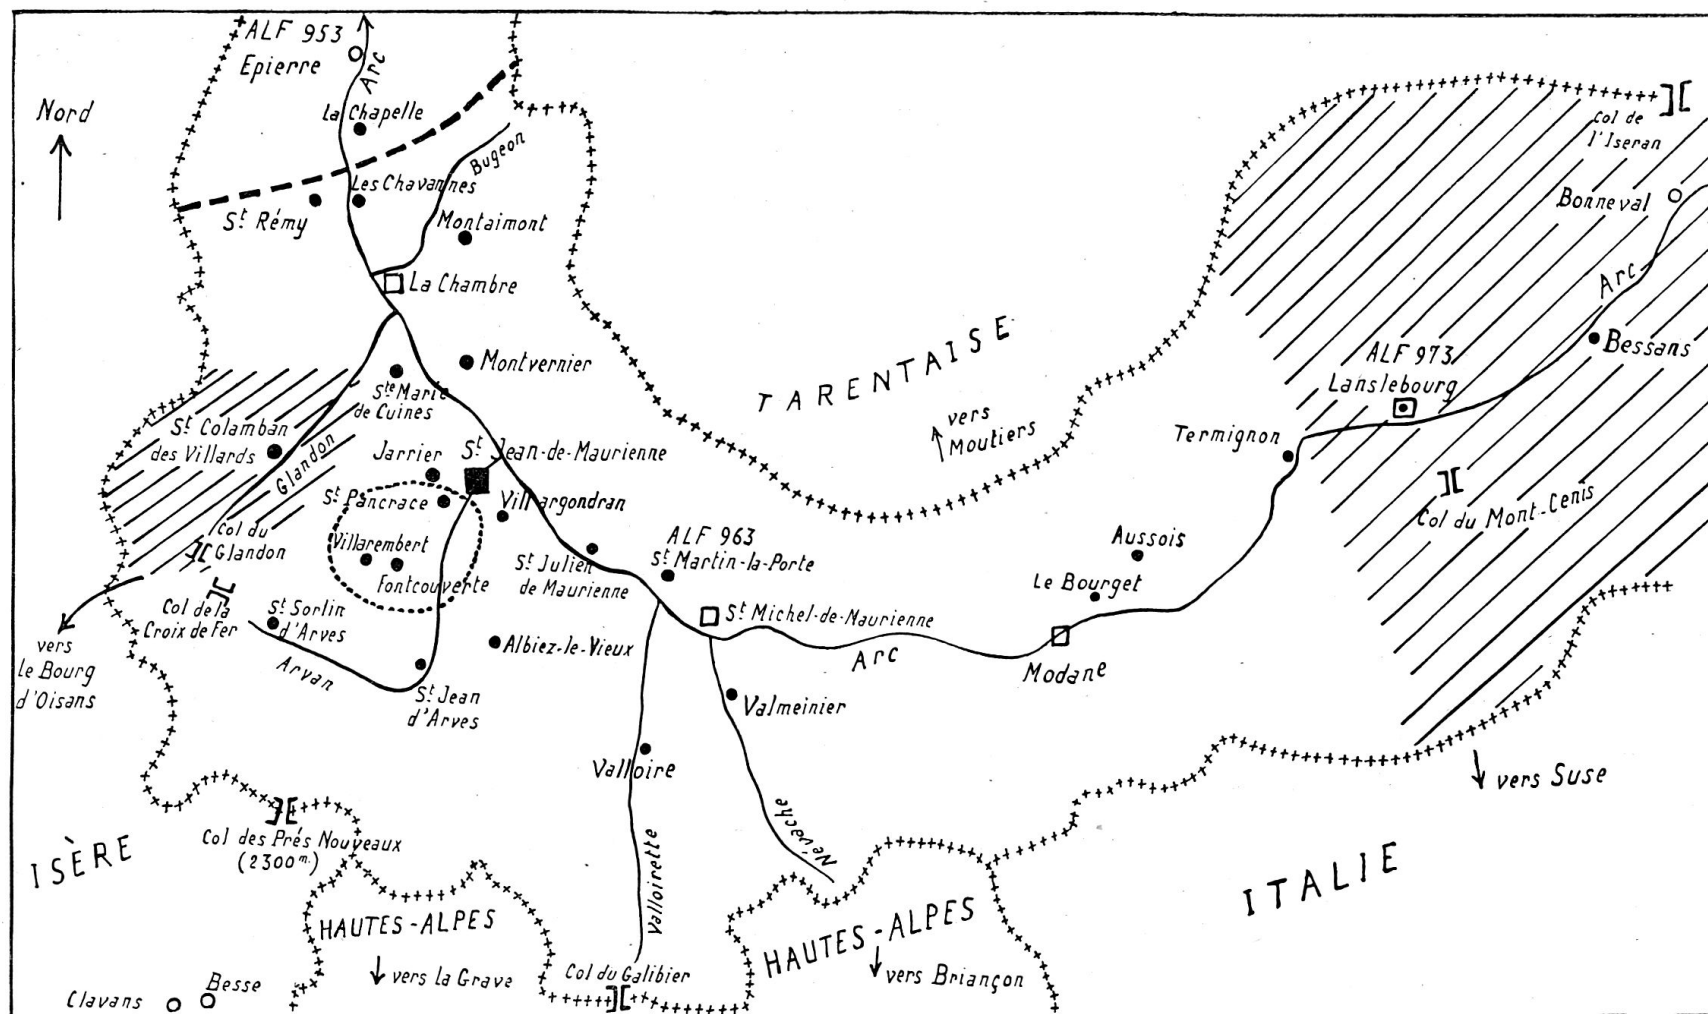 ALF 953
Epierre
Arc
Nord
La Chapelle
Bugeon
Les Chavannes
St Rémy
Montaimont
La Chambre
Col de
l'Iseran
Bonneval
Arc
Bessans
ALF 973
Lanslebourg
TARENTAISE
vers
Moutiers
Termignon
Col du Mont-Cenis
Montvernier
Ste Marie
de Cuines
St Colamban
des Villards
Glandon
Jarrier
St Jean-de-Maurienne
St Pancrace
Villargondran
Col du
Glandon
Villarembert
Fontcouverte
St Julien
de Maurienne
ALF 963
St Martin-la-Porte
Aussois
Le Bourget
Col de la
Croix de Fer
St Sorlin
d'Arves
St Michel-de-Maurienne
Albiez-le-Vieux
Arc
Modane
vers
Le Bourg
d'Oisans
Arvan
St Jean
d'Arves
Valmeinier
Valloire
vers Suse
Col des Prés Nouveaux
(2300 m.)
ISÈRE
Valloirette
Névache
ITALIE
HAUTES-ALPES
vers la Grave
HAUTES-ALPES
vers Briançon
Col du Galibier
Besse
Clavans